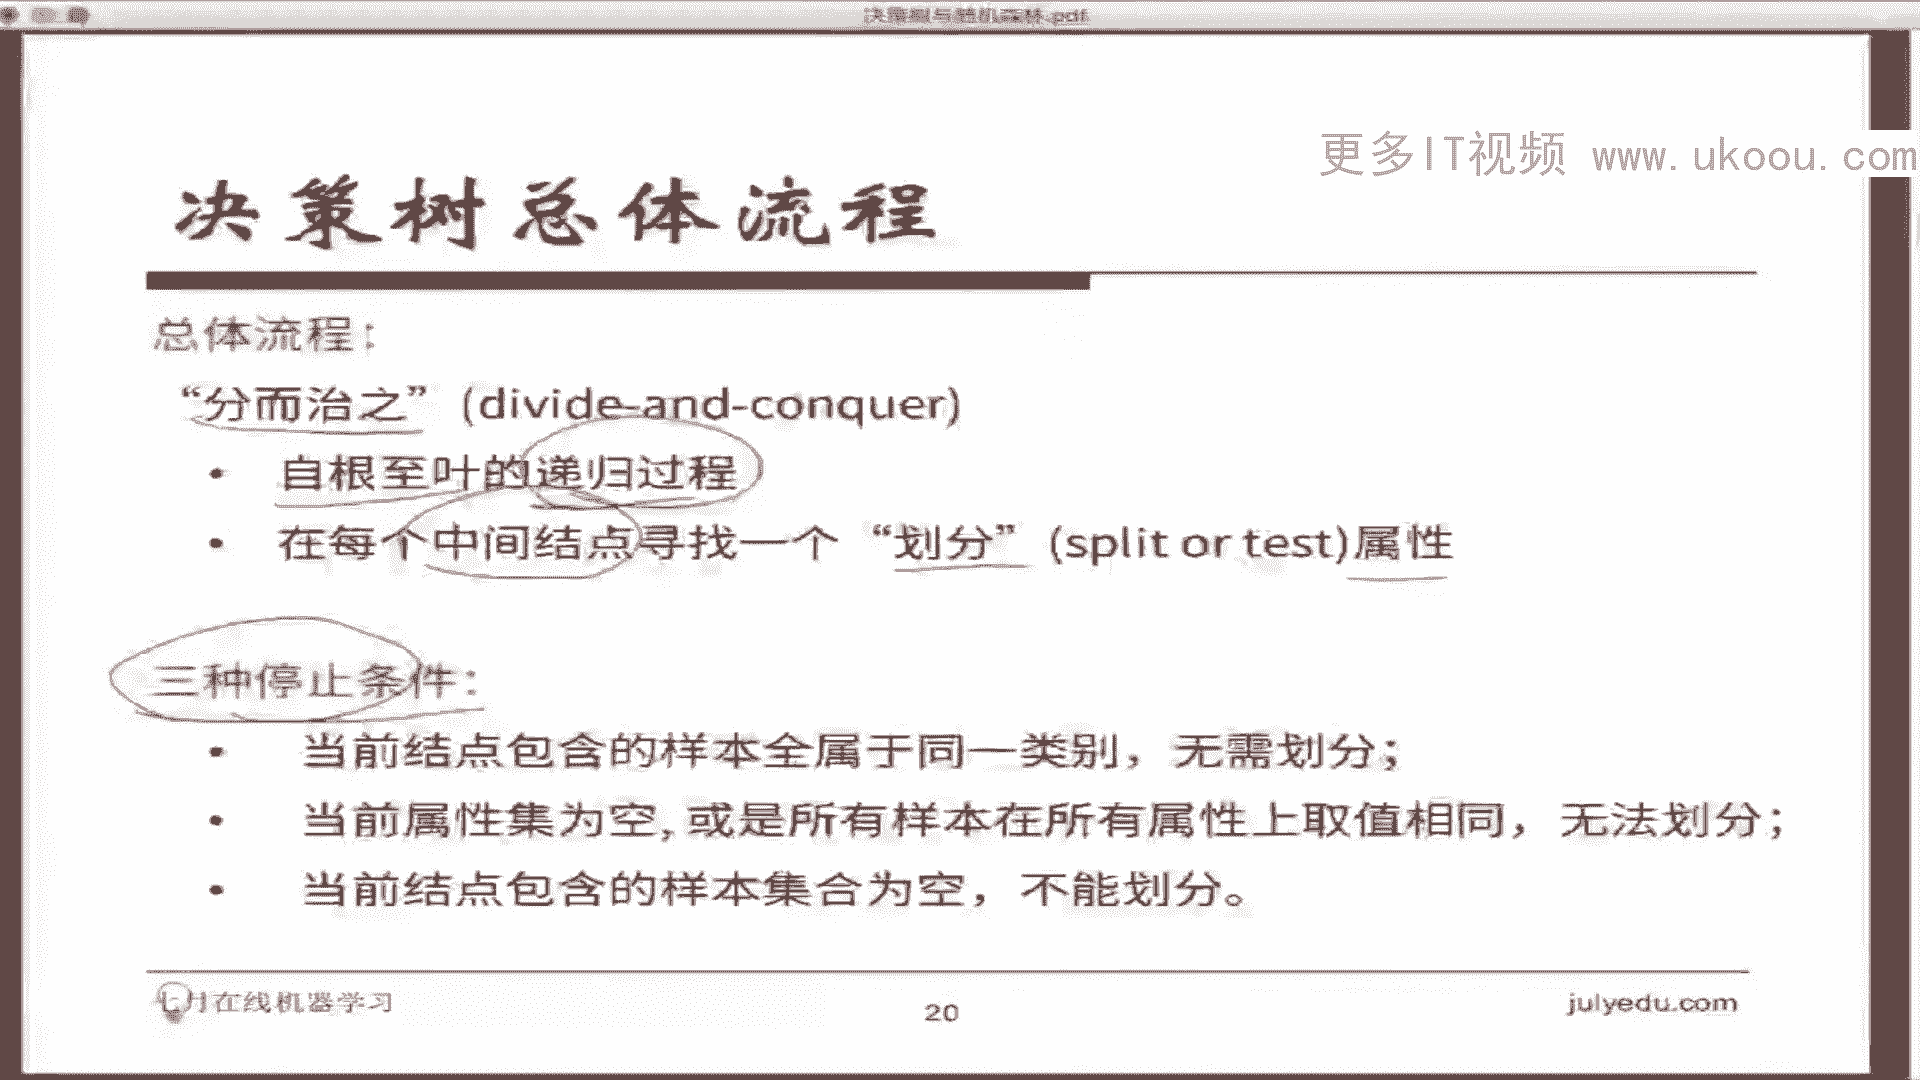 决策树与随机森林.pdf
更多IT视频 www.ukoou.com
决策树总体流程
总体流程：
“分而治之” (divide-and-conquer)
• 自根至叶的递归过程
• 在每个中间结点寻找一个 “划分” (split or test)属性
三种停止条件：
• 当前结点包含的样本全属于同一类别，无需划分；
• 当前属性集为空, 或是所有样本在所有属性上取值相同，无法划分；
• 当前结点包含的样本集合为空，不能划分。
七月在线机器学习
20
julyedu.com